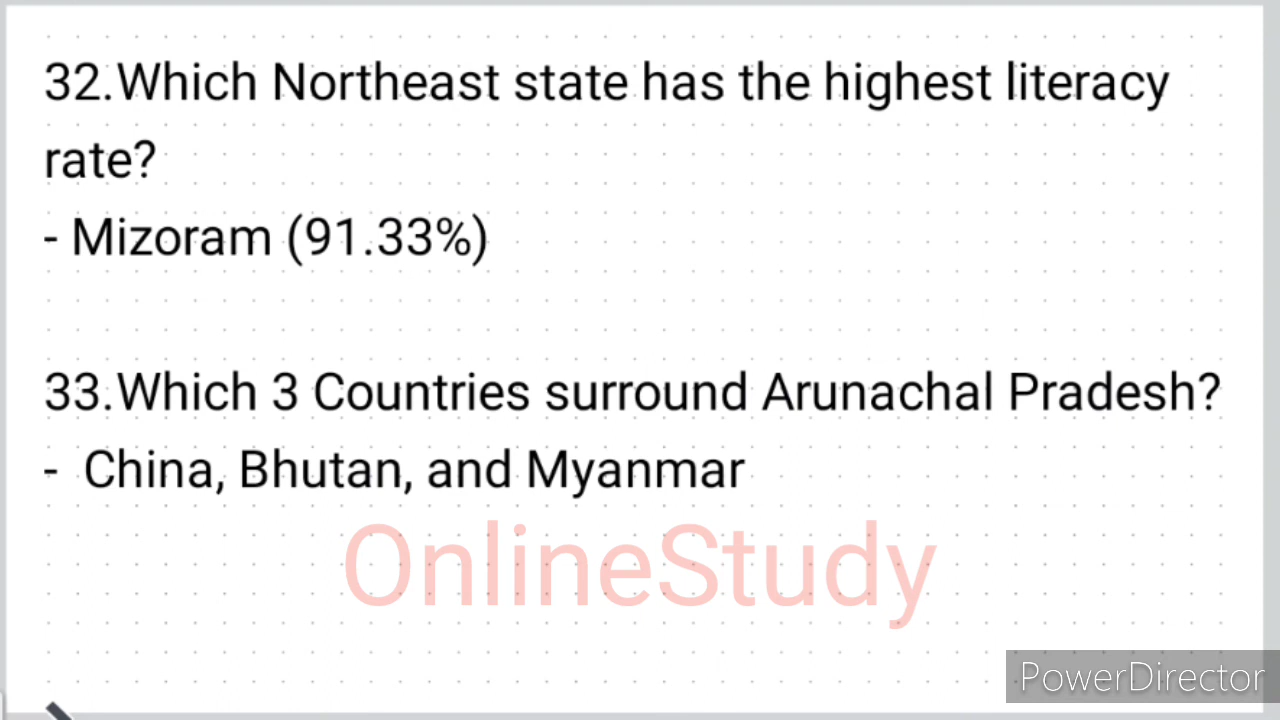 32.Which Northeast state has the highest literacy
rate?
- Mizoram (91.33%)
33.Which 3 Countries surround Arunachal Pradesh?
- China, Bhutan, and Myanmar
OnlineStudy
PowerDirector